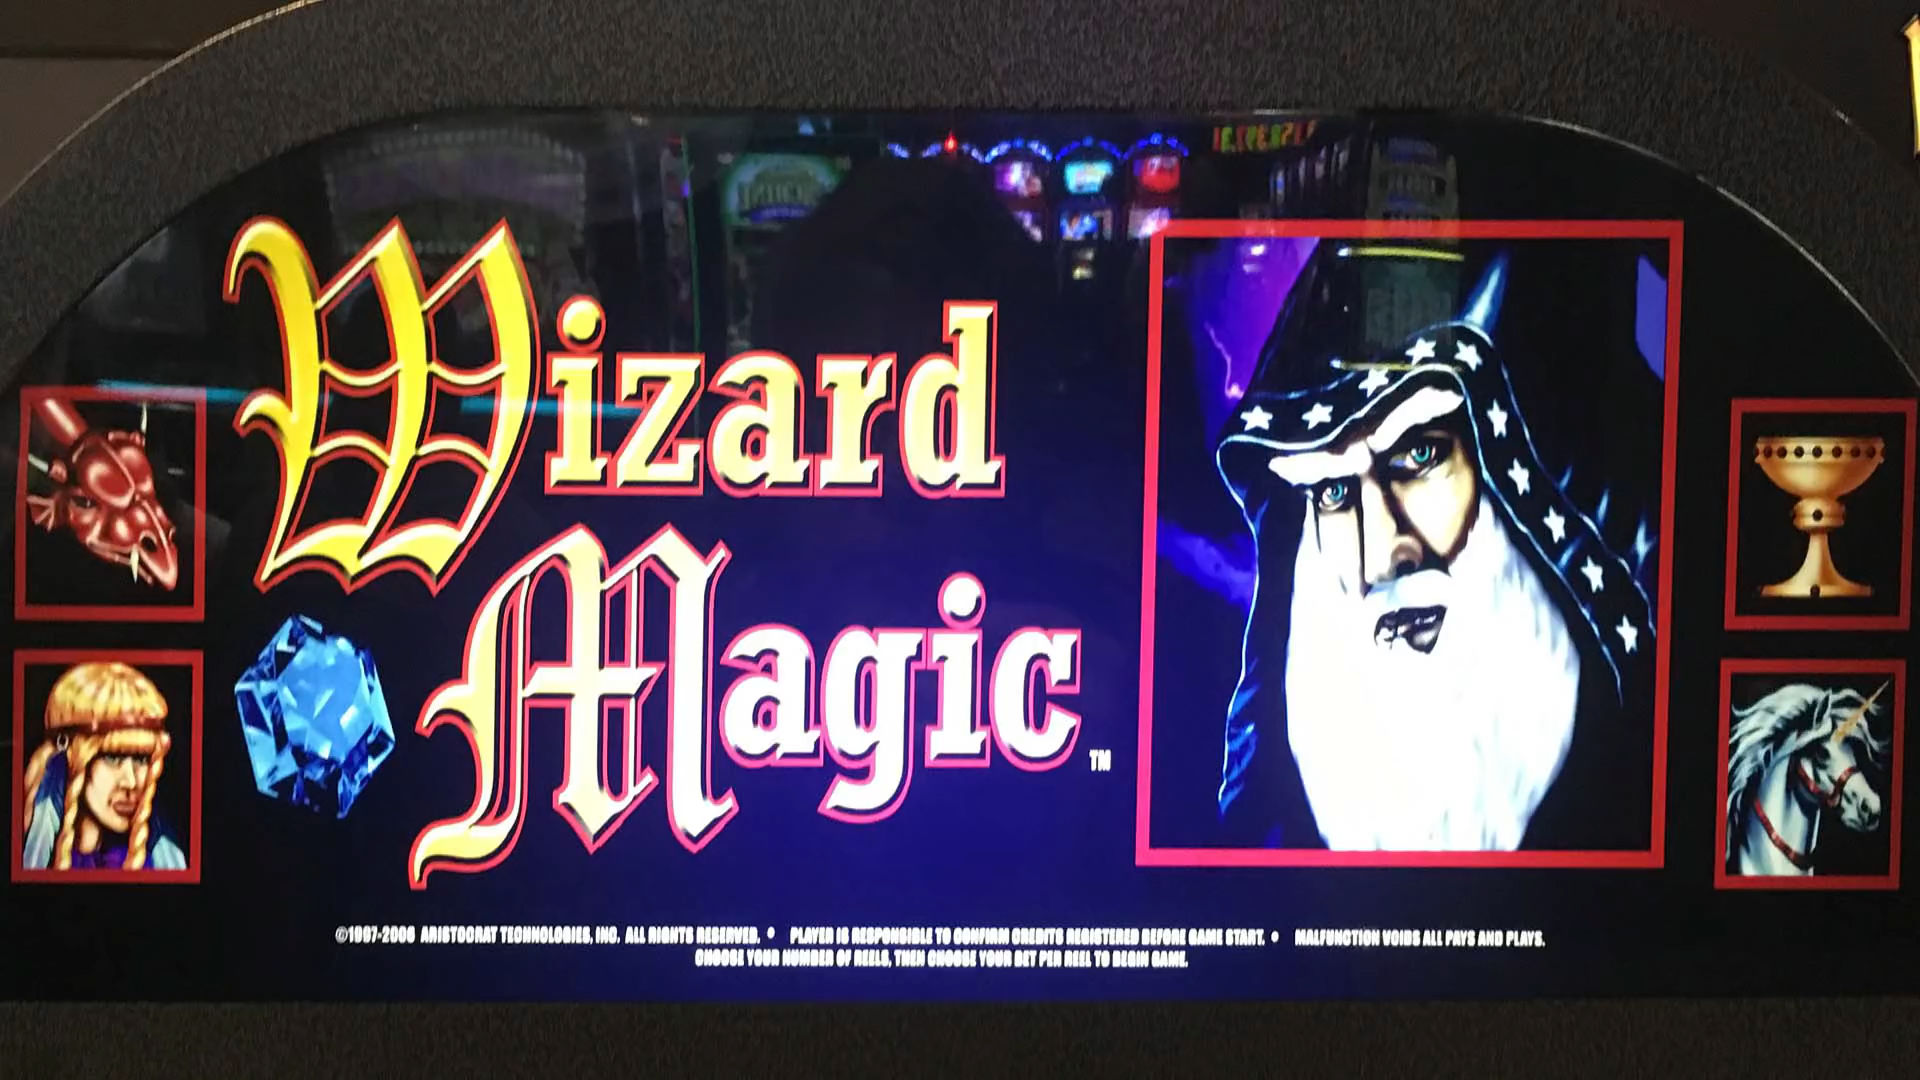 Wizard
Magic™
©1997-2006 ARISTOCRAT TECHNOLOGIES, INC. ALL RIGHTS RESERVED. • PLAYER IS RESPONSIBLE TO CONFIRM CREDITS REGISTERED BEFORE GAME START. • MALFUNCTION VOIDS ALL PAYS AND PLAYS.
CHOOSE YOUR NUMBER OF REELS, THEN CHOOSE YOUR BET PER REEL TO BEGIN GAME.